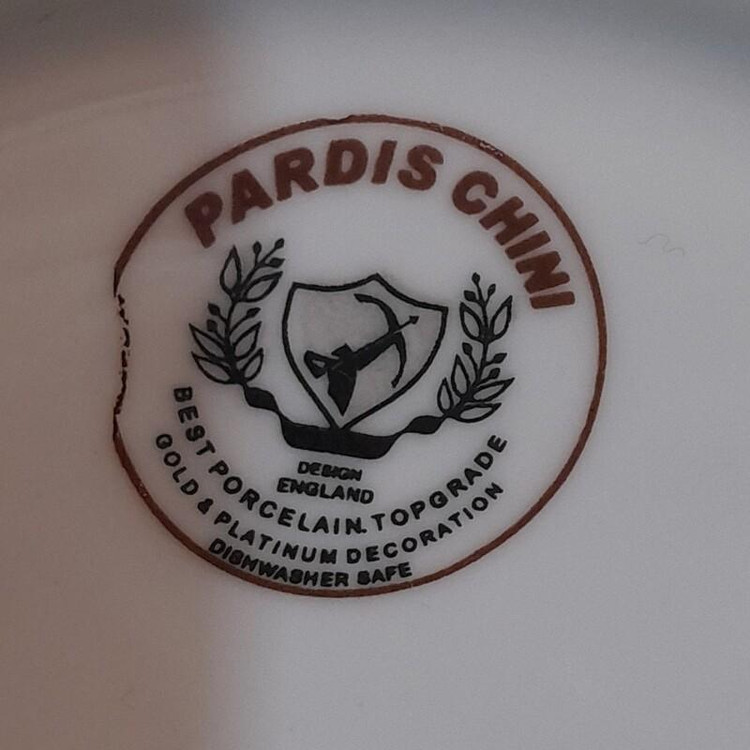 PARDIS CHINI
DESIGN
ENGLAND
BEST PORCELAIN.TOPGRADE
GOLD & PLATINUM DECORATION
DISHWASHER SAFE